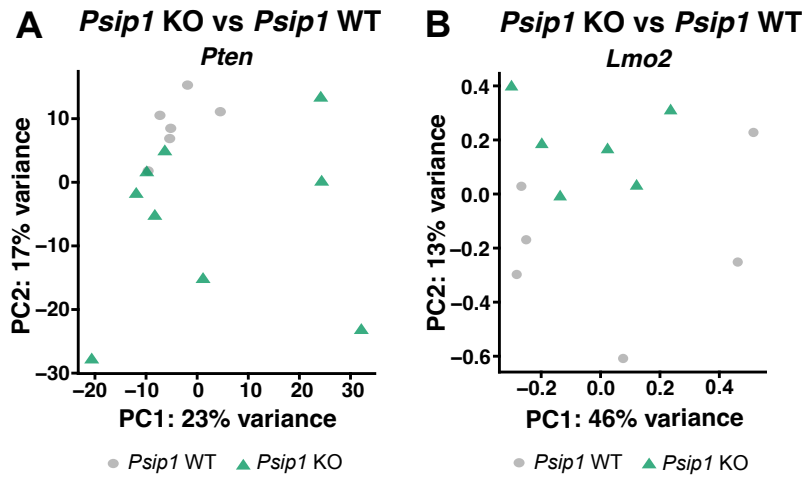 A Psip1 KO vs Psip1 WT
Pten
PC2: 17% variance
10
0
−10
−20
−30
−20 −10 0 10 20 30
PC1: 23% variance
Psip1 WT Psip1 KO
B Psip1 KO vs Psip1 WT
Lmo2
PC2: 13% variance
0.4
0.2
0.0
−0.2
−0.4
−0.6
−0.2 0.0 0.2 0.4
PC1: 46% variance
Psip1 WT Psip1 KO